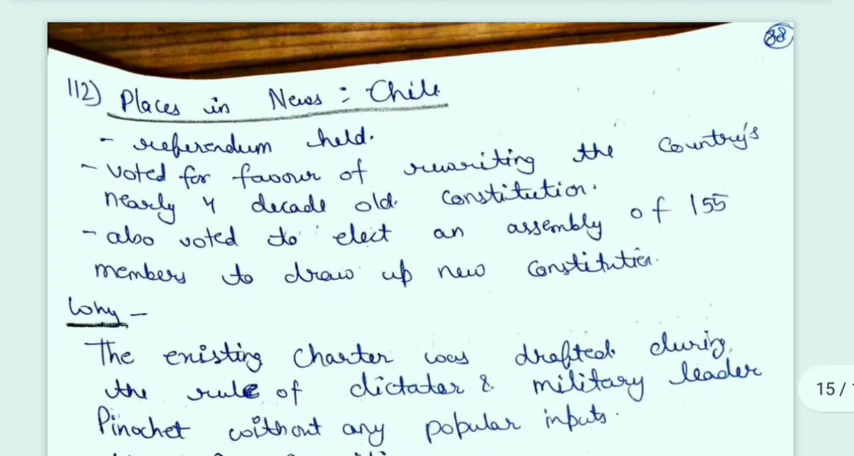 38
112) Places in News : Chile
- referendum held.
- voted for favour of rewriting the Country's
nearly 4 decade old constitution.
- also voted to elect an assembly of 155
members to draw up new constitution.
Why -
The existing charter was drafted during
the rule of dictator & military leader
Pinochet without any popular inputs.
15 /